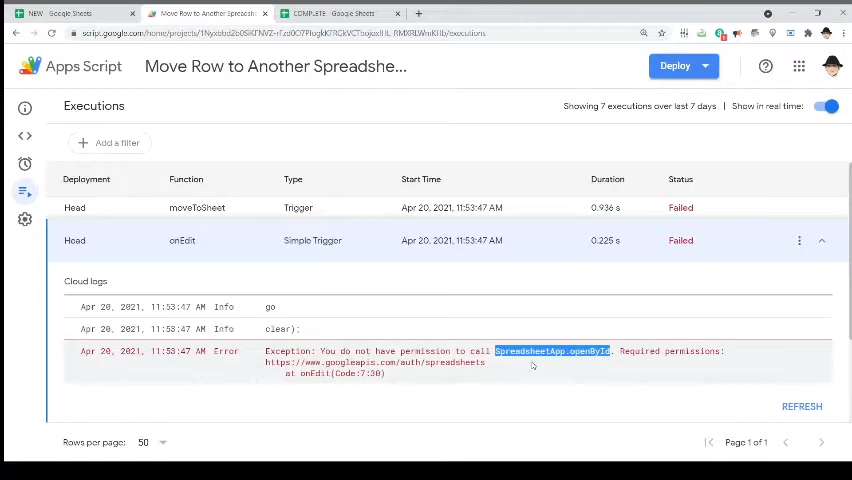 NEW - Google Sheets
Move Row to Another Spreadsh
COMPLETE - Google Sheets
Apps Script
Move Row to Another Spreadshe...
Deploy
Executions
Showing 7 executions over last 7 days
Show in real time:
Add a filter
Deployment Function Type Start Time Duration Status
Head moveToSheet Trigger Apr 20, 2021, 11:53:47 AM 0.936 s Failed
Head onEdit Simple Trigger Apr 20, 2021, 11:53:47 AM 0.225 s Failed
Cloud logs
Apr 20, 2021, 11:53:47 AM Info go
Apr 20, 2021, 11:53:47 AM Info clear);
Apr 20, 2021, 11:53:47 AM Error Exception: You do not have permission to call SpreadsheetApp.openById. Required permissions:
https://www.googleapis.com/auth/spreadsheets
at onEdit(Code:7:30)
REFRESH
Rows per page: 50
Page 1 of 1